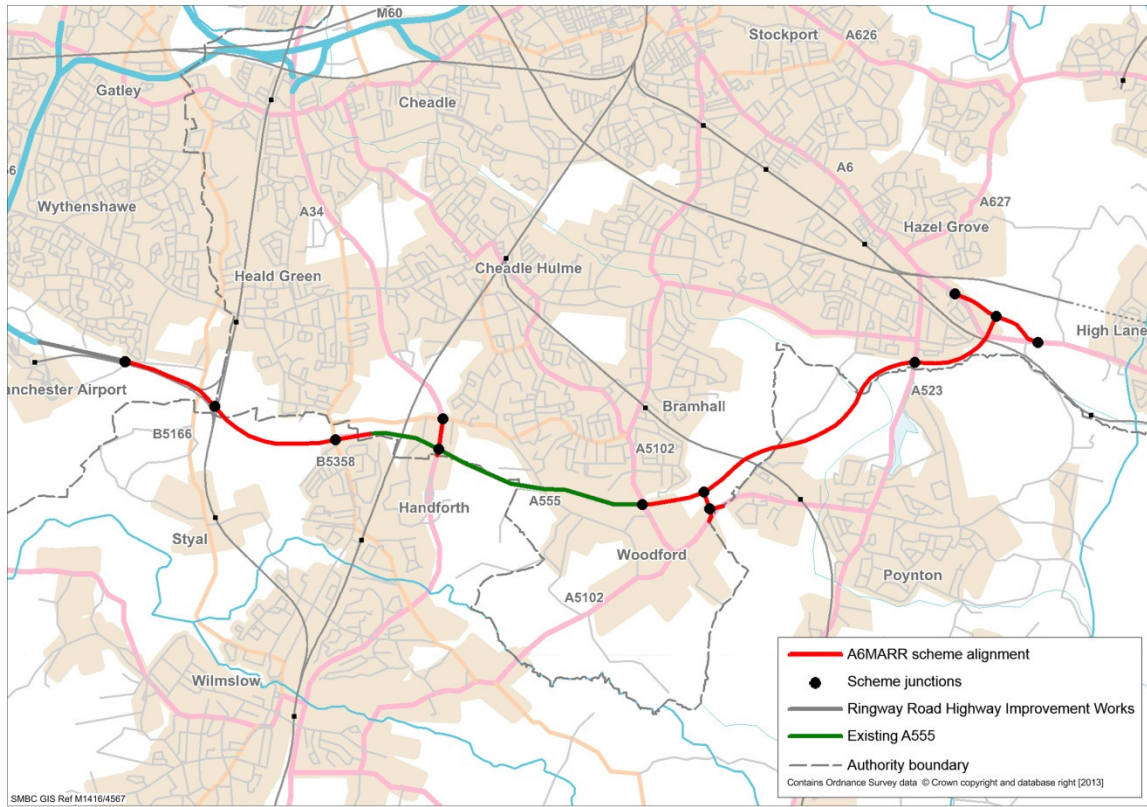 M60
Stockport
A626
Gatley
Cheadle
A6
Wythenshawe
A34
A627
Hazel Grove
Heald Green
Cheadle Hulme
High Lane
anchester Airport
Bramhall
A523
B5166
B5358
A5102
Handforth
A555
Styal
Woodford
Poynton
A5102
Wilmslow
A6MARR scheme alignment
Scheme junctions
Ringway Road Highway Improvement Works
Existing A555
Authority boundary
Contains Ordnance Survey data © Crown copyright and database right [2013]
SMBC GIS Ref M1416/4567